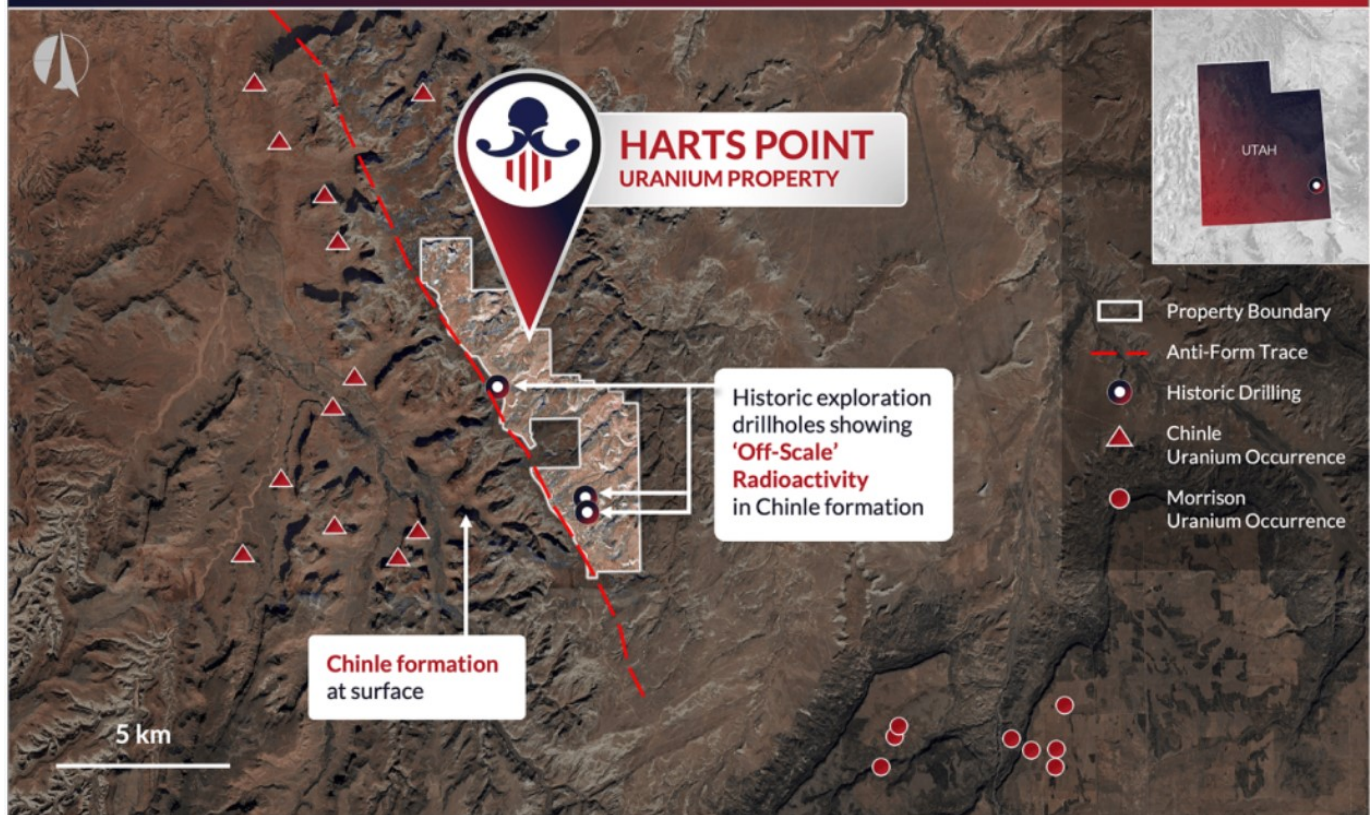 HARTS POINT
URANIUM PROPERTY
UTAH
Property Boundary
Anti-Form Trace
Historic Drilling
Chinle
Uranium Occurrence
Morrison
Uranium Occurrence
Historic exploration
drillholes showing
‘Off-Scale’
Radioactivity
in Chinle formation
Chinle formation
at surface
5 km